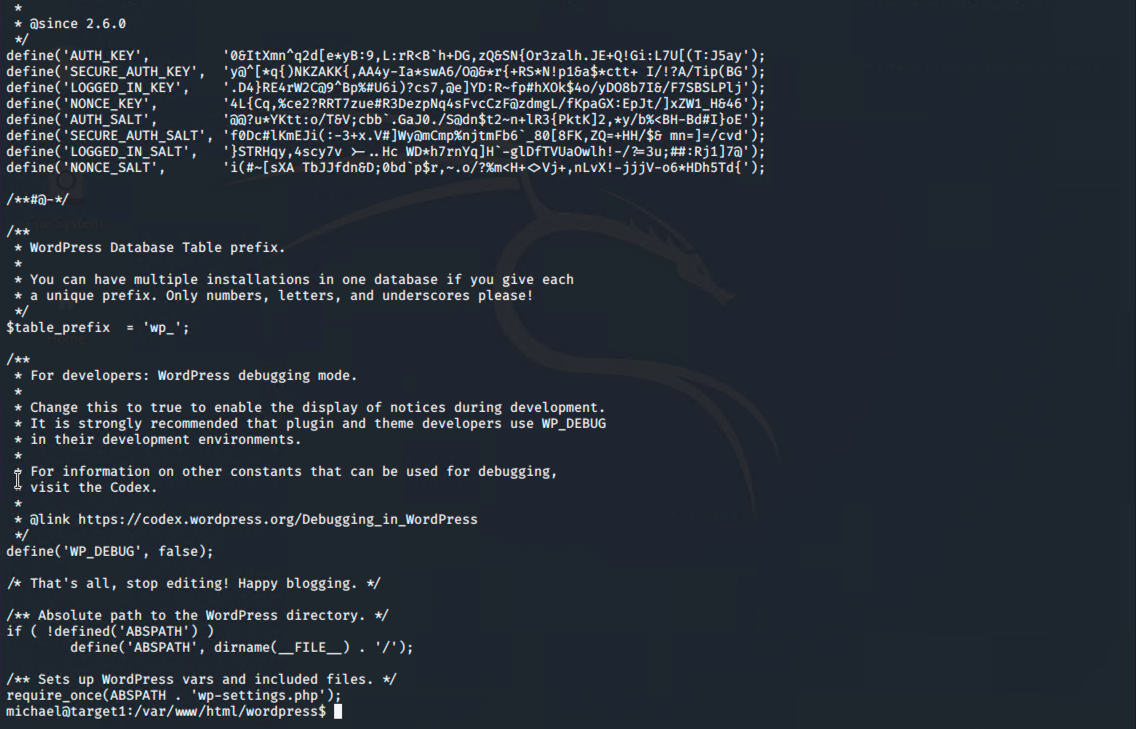 *
* @since 2.6.0
*/
define('AUTH_KEY',         '0&ItXmn^q2d[e*yB:9,L:rR<B`h+DG,zQ&SN{Or3zalh.JE+Q!Gi:L7U[(T:J5ay');
define('SECURE_AUTH_KEY',  'y@^[*q{)NKZAKK{,AA4y-Ia*swA6/O@&*r{+RS*N!p1&a$*ctt+ I/!?A/Tip(BG');
define('LOGGED_IN_KEY',    '.D4}RE4rW2C@9^Bp%#U6i)?cs7,@e]YD:R~fp#hXOk$4o/yDO8b7I&/F7SBSLPlj');
define('NONCE_KEY',        '4L{Cq,%ce2?RRT7zue#R3DezpNq4sFvcCzF@zdmgL/fKpaGX:EpJt/]xZW1_H&46');
define('AUTH_SALT',        '@@?u*YKtt:o/T&V;cbb`.GaJ0./S@dn$t2~n+lR3{PktK]2,*y/b%<BH-Bd#I}oE');
define('SECURE_AUTH_SALT', 'f0Dc#lKmEJi(:-3+x.V#]Wy@mCmp%njtmFb6`_80[8FK,ZQ=+HH/$& mn=]=/cvd');
define('LOGGED_IN_SALT',   '}STRHqy,4scy7v >-..Hc WD*h7rnYq]H`-glDfTVUaOwlh!-/?=3u;##:Rj1]7@');
define('NONCE_SALT',       'i(#~[sXA TbJJfdn&D;0bd`p$r,~.o/?%m<H+<>Vj+,nLvX!-jjjV-o6*HDh5Td{');
/**#@-*/
/**
* WordPress Database Table prefix.
*
* You can have multiple installations in one database if you give each
* a unique prefix. Only numbers, letters, and underscores please!
*/
$table_prefix  = 'wp_';
/**
* For developers: WordPress debugging mode.
*
* Change this to true to enable the display of notices during development.
* It is strongly recommended that plugin and theme developers use WP_DEBUG
* in their development environments.
*
* For information on other constants that can be used for debugging,
* visit the Codex.
*
* @link https://codex.wordpress.org/Debugging_in_WordPress
*/
define('WP_DEBUG', false);
/* That's all, stop editing! Happy blogging. */
/** Absolute path to the WordPress directory. */
if ( !defined('ABSPATH') )
define('ABSPATH', dirname(__FILE__) . '/');
/** Sets up WordPress vars and included files. */
require_once(ABSPATH . 'wp-settings.php');
michael@target1:/var/www/html/wordpress$